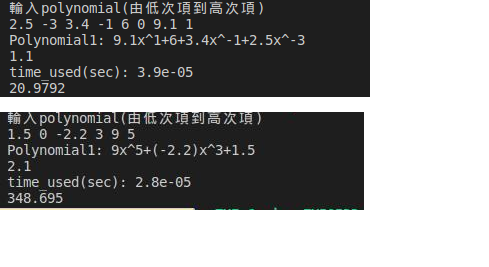 輸入polynomial(由低次項到高次項)
2.5 -3 3.4 -1 6 0 9.1 1
Polynomial1: 9.1x^1+6+3.4x^-1+2.5x^-3
1.1
time_used(sec): 3.9e-05
20.9792
輸入polynomial(由低次項到高次項)
1.5 0 -2.2 3 9 5
Polynomial1: 9x^5+(-2.2)x^3+1.5
2.1
time_used(sec): 2.8e-05
348.695